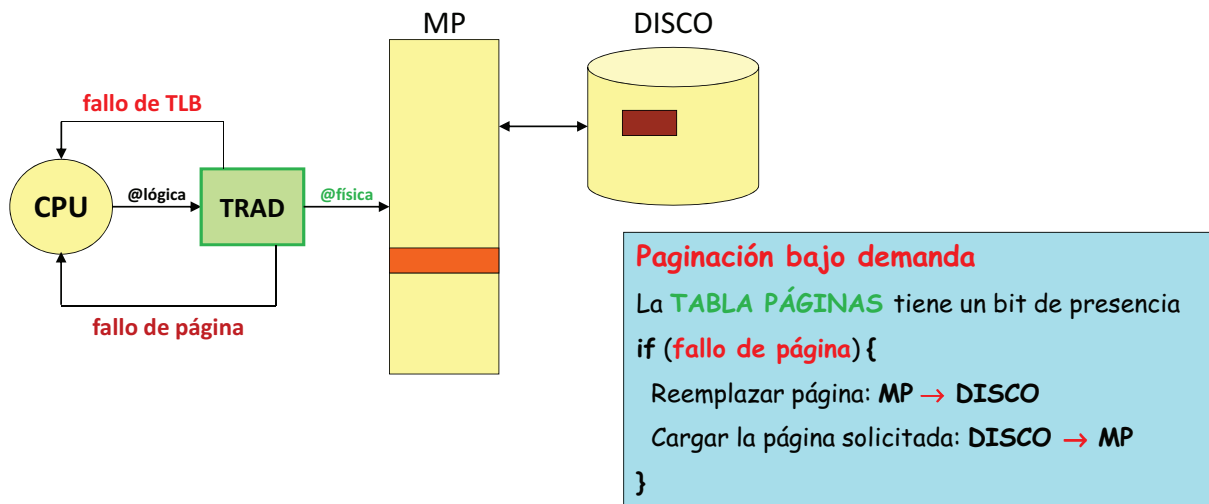 MP
DISCO
fallo de TLB
CPU
@lógica
TRAD
@física
fallo de página
Paginación bajo demanda
La TABLA PÁGINAS tiene un bit de presencia
if (fallo de página) {
Reemplazar página: MP → DISCO
Cargar la página solicitada: DISCO → MP
}